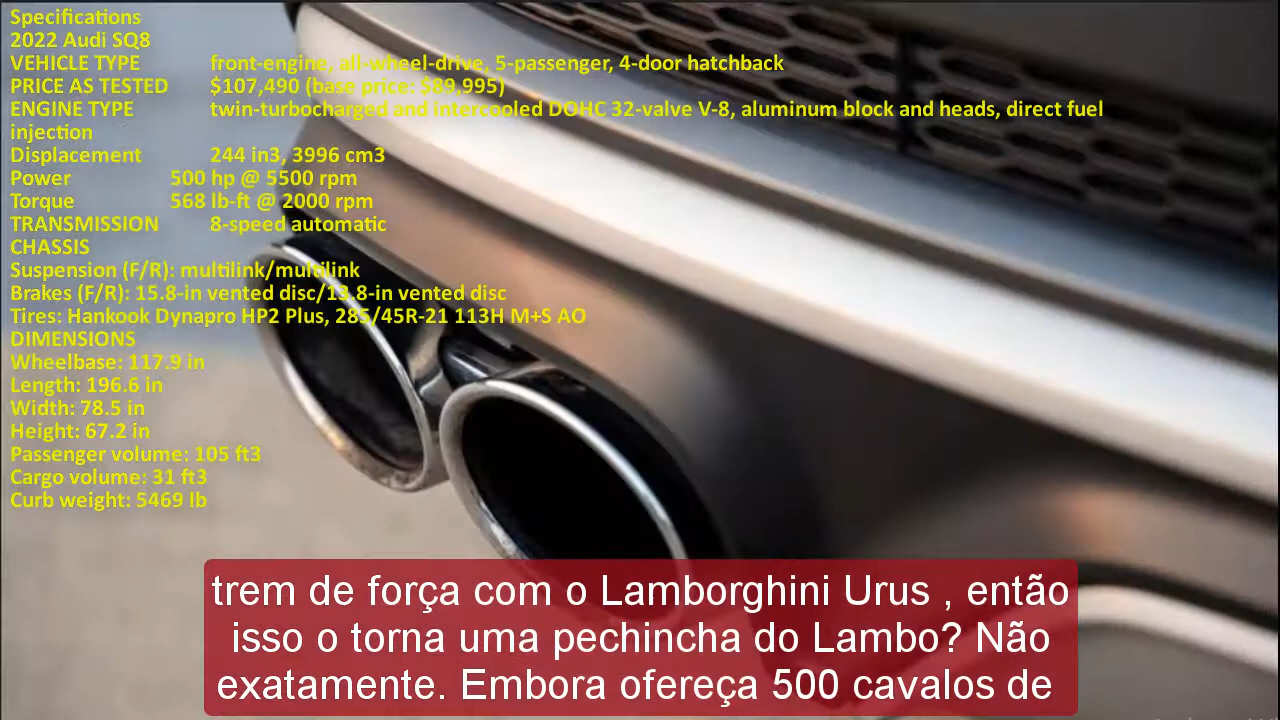 Specifications
2022 Audi SQ8
VEHICLE TYPE front-engine, all-wheel-drive, 5-passenger, 4-door hatchback
PRICE AS TESTED $107,490 (base price: $89,995)
ENGINE TYPE twin-turbocharged and intercooled DOHC 32-valve V-8, aluminum block and heads, direct fuel
injection
Displacement 244 in3, 3996 cm3
Power 500 hp @ 5500 rpm
Torque 568 lb-ft @ 2000 rpm
TRANSMISSION 8-speed automatic
CHASSIS
Suspension (F/R): multilink/multilink
Brakes (F/R): 15.8-in vented disc/13.8-in vented disc
Tires: Hankook Dynapro HP2 Plus, 285/45R-21 113H M+S AO
DIMENSIONS
Wheelbase: 117.9 in
Length: 196.6 in
Width: 78.5 in
Height: 67.2 in
Passenger volume: 105 ft3
Cargo volume: 31 ft3
Curb weight: 5469 lb
trem de força com o Lamborghini Urus , então
isso o torna uma pechincha do Lambo? Não
exatamente. Embora ofereça 500 cavalos de